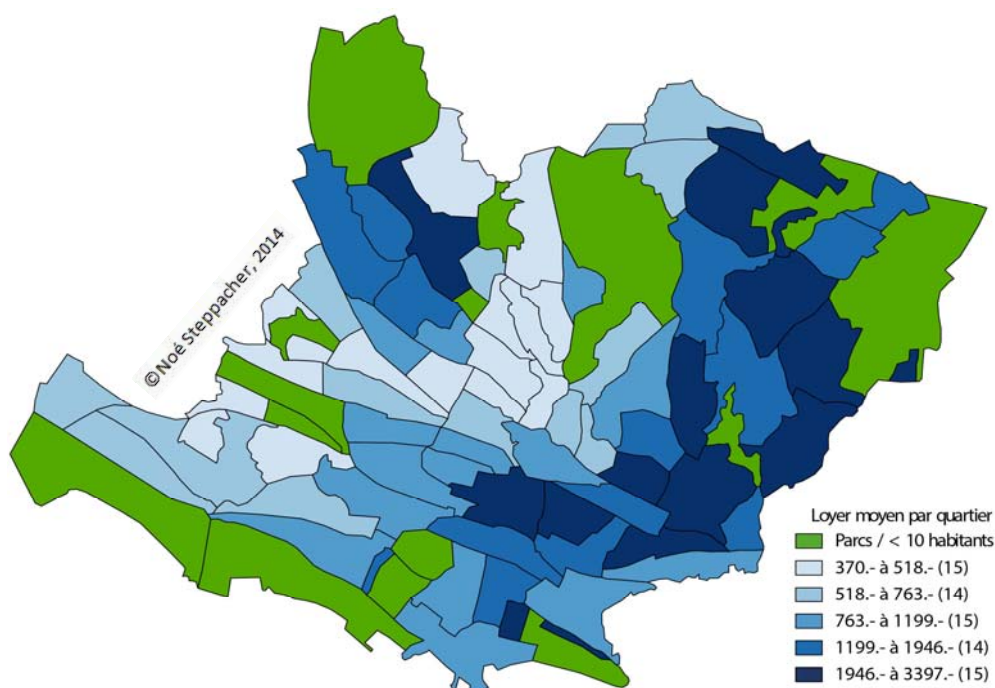 ©Noé Steppacher, 2014
Loyer moyen par quartier
Parcs / < 10 habitants
370.- à 518.- (15)
518.- à 763.- (14)
763.- à 1199.- (15)
1199.- à 1946.- (14)
1946.- à 3397.- (15)